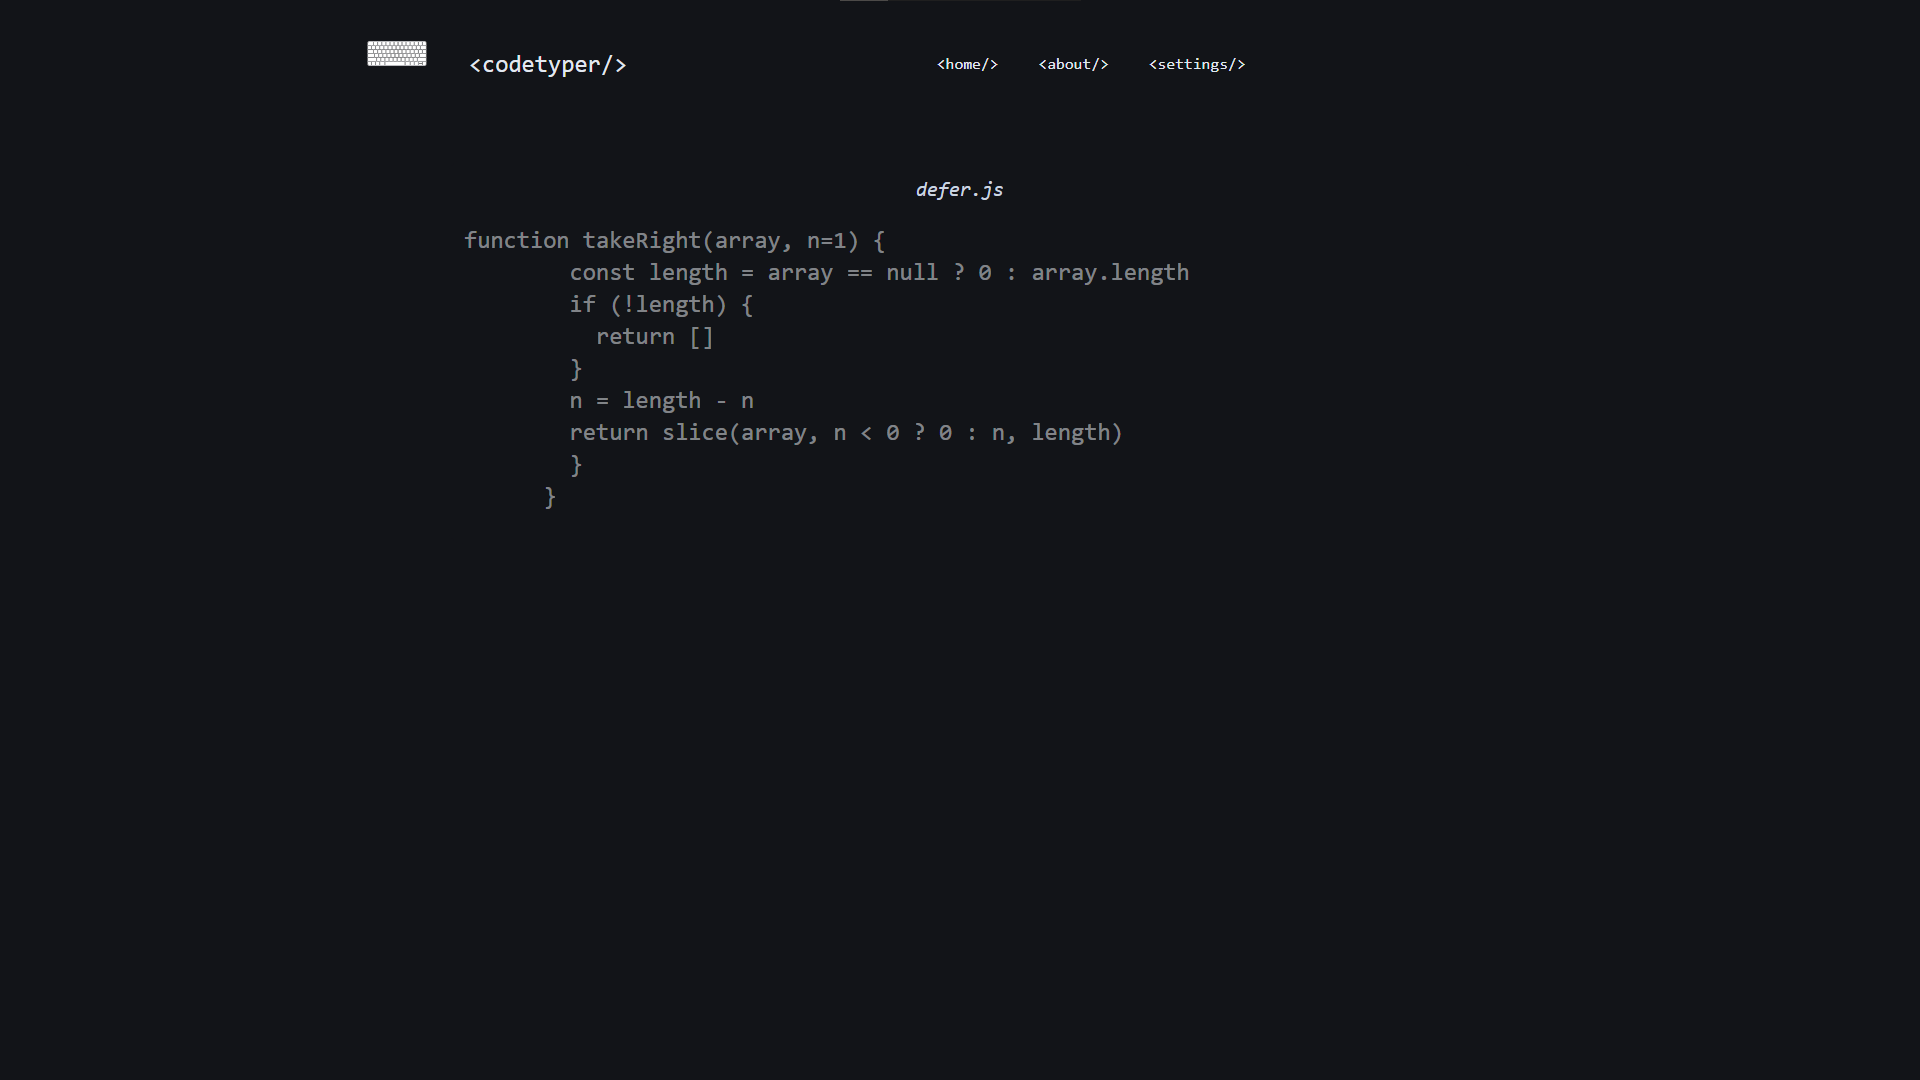 <codetyper/>
<home/> <about/> <settings/>
defer.js
function takeRight(array, n=1) {
        const length = array == null ? 0 : array.length
        if (!length) {
          return []
        }
        n = length - n
        return slice(array, n < 0 ? 0 : n, length)
        }
      }